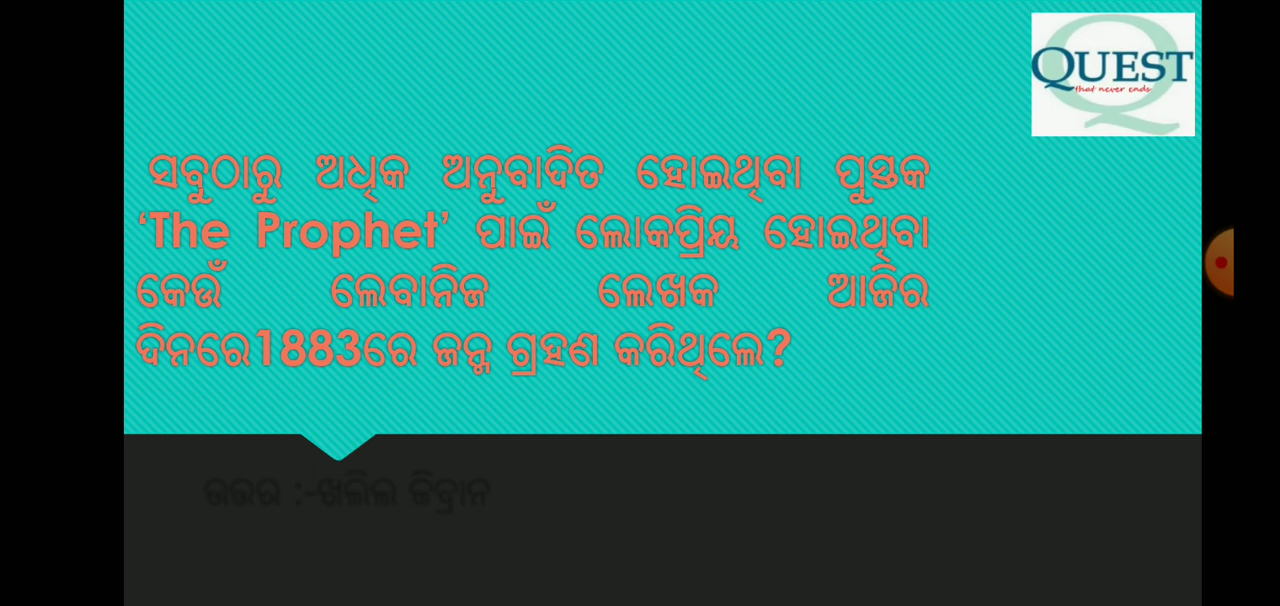 QUEST
that never ends
ସବୁଠାରୁ ଅଧିକ ଅନୁବାଦିତ ହୋଇଥିବା ପୁସ୍ତକ
‘The Prophet’ ପାଇଁ ଲୋକପ୍ରିୟ ହୋଇଥିବା
କେଉଁ ଲେବାନିଜ ଲେଖକ ଆଜିର
ଦିନରେ1883ରେ ଜନ୍ମ ଗ୍ରହଣ କରିଥିଲେ?
ଉତ୍ତର :-ଖଲିଲ ଜିବ୍ରାନ